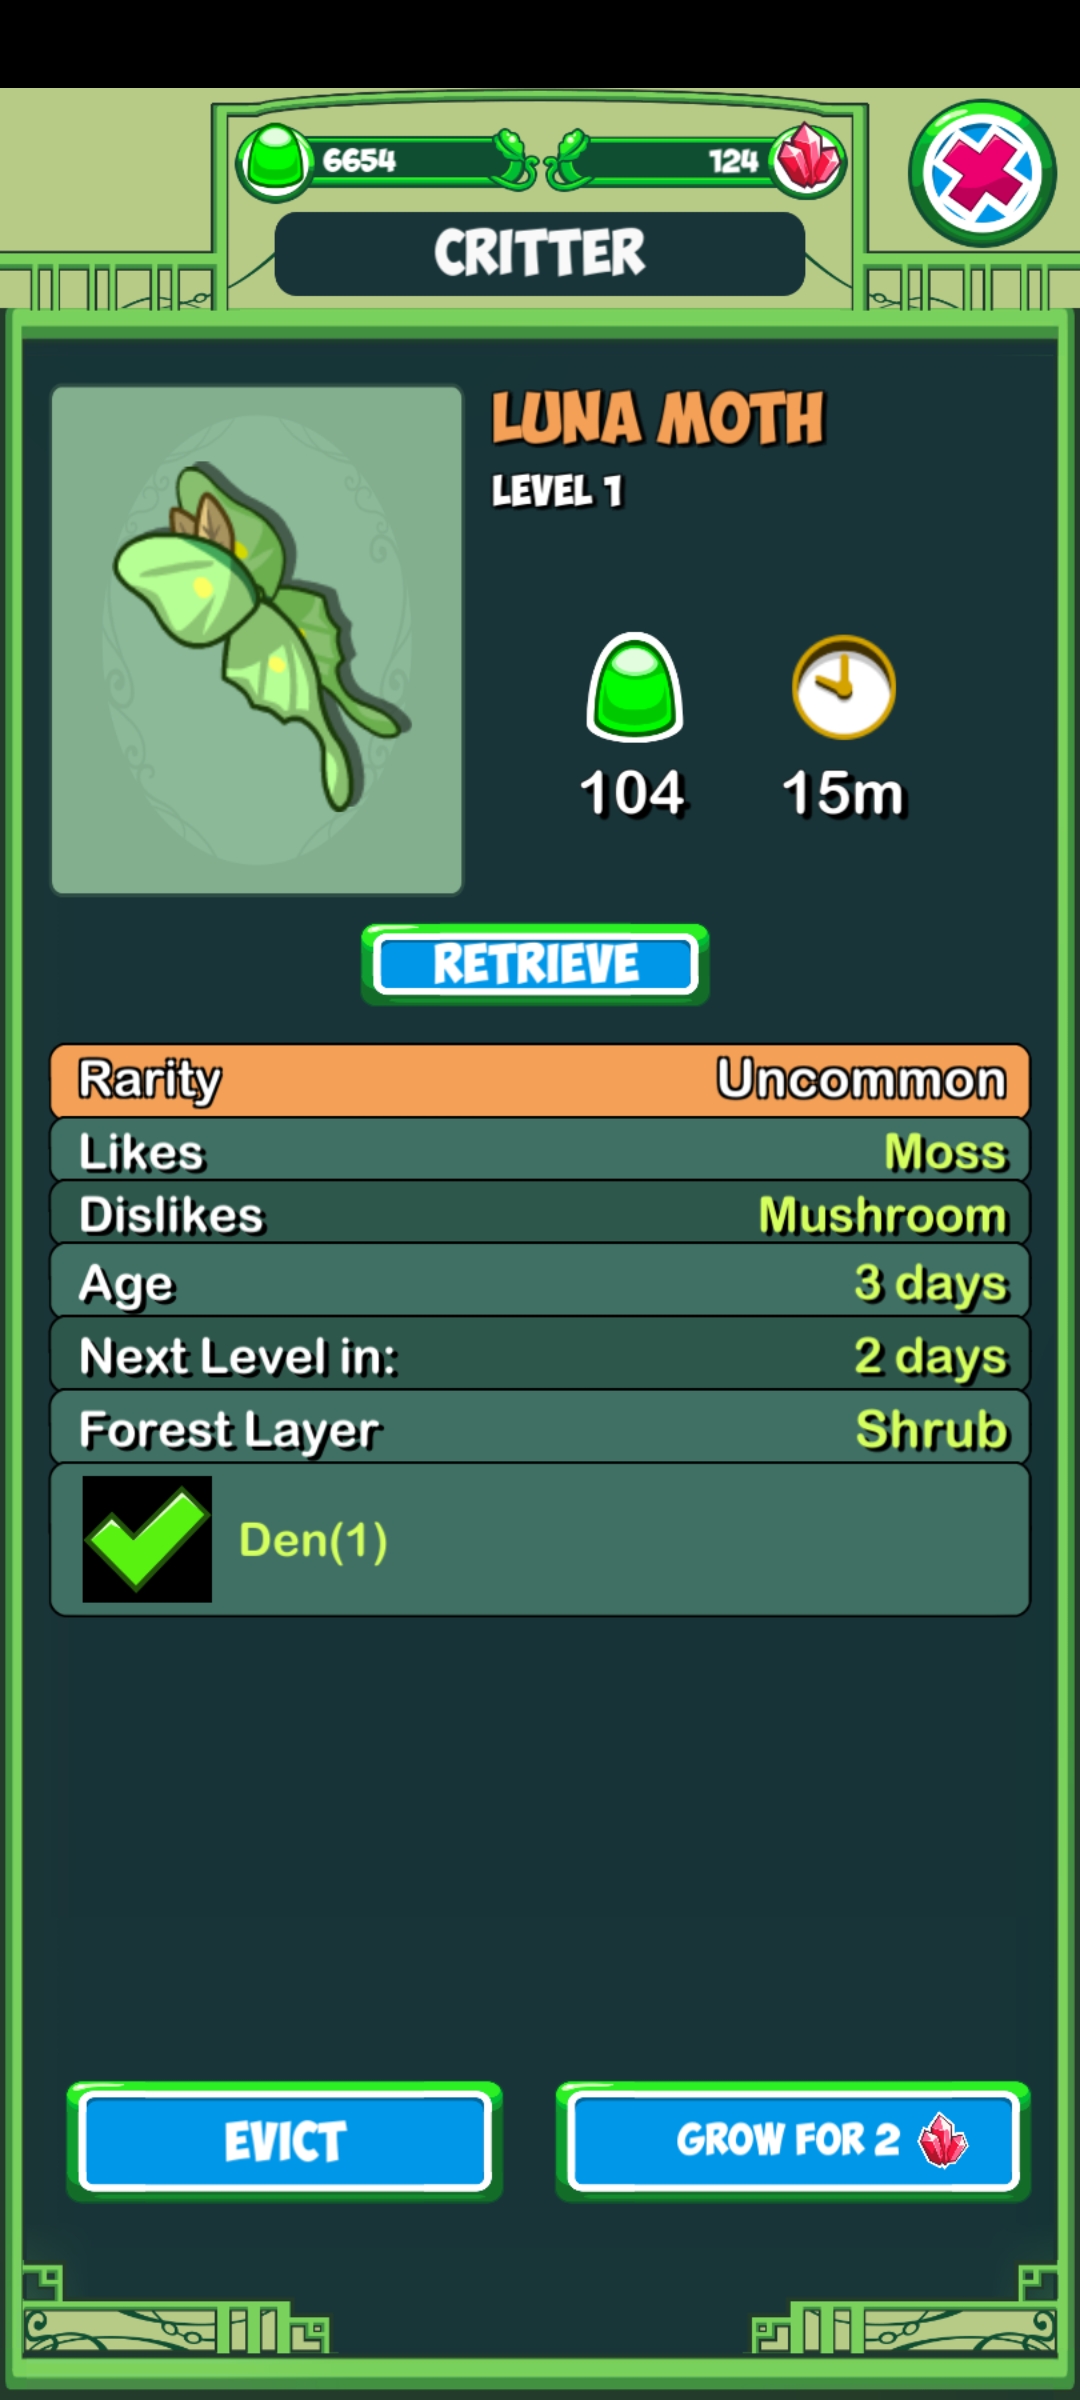 6654
124
CRITTER
LUNA MOTH
LEVEL 1
104
15m
RETRIEVE
Rarity Uncommon
Likes Moss
Dislikes Mushroom
Age 3 days
Next Level in: 2 days
Forest Layer Shrub
Den(1)
EVICT
GROW FOR 2